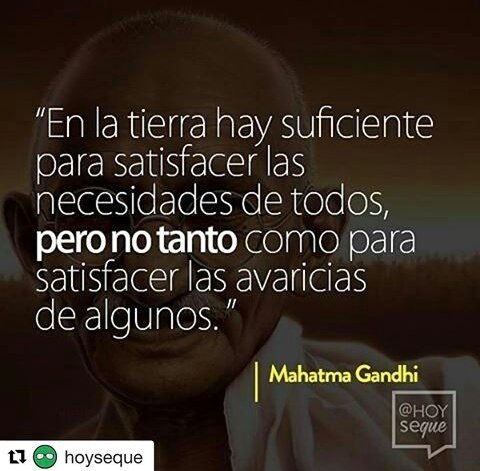 “En la tierra hay suficiente
para satisfacer las
necesidades de todos,
pero no tanto como para
satisfacer las avaricias
de algunos.”
Mahatma Gandhi
@HOY
seque
hoyseque